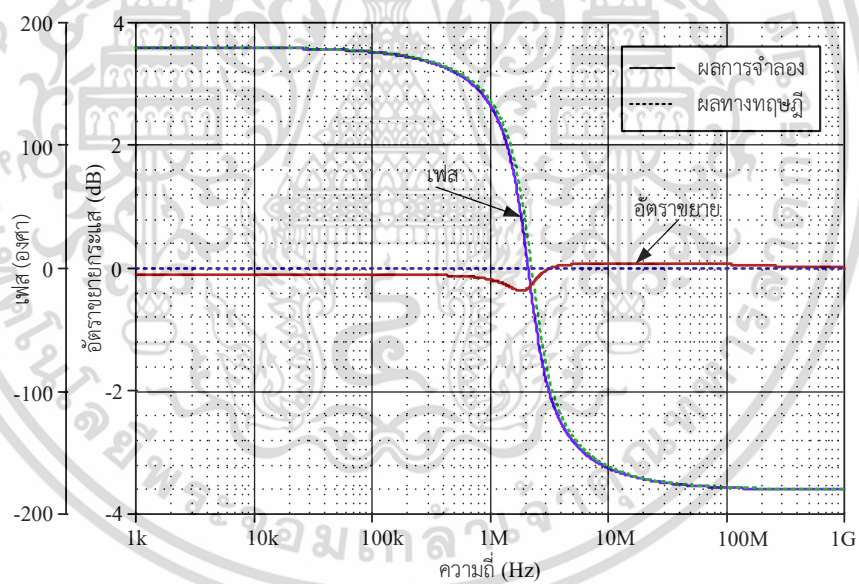 200
4
ผลการจำลอง
ผลทางทฤษฎี
100
2
เฟส
อัตราขยาย
เฟส (องศา)
อัตราขยายกระแส (dB)
0
0
-100
-2
-200
-4
1k
10k
100k
1M
10M
100M
1G
ความถี่ (Hz)